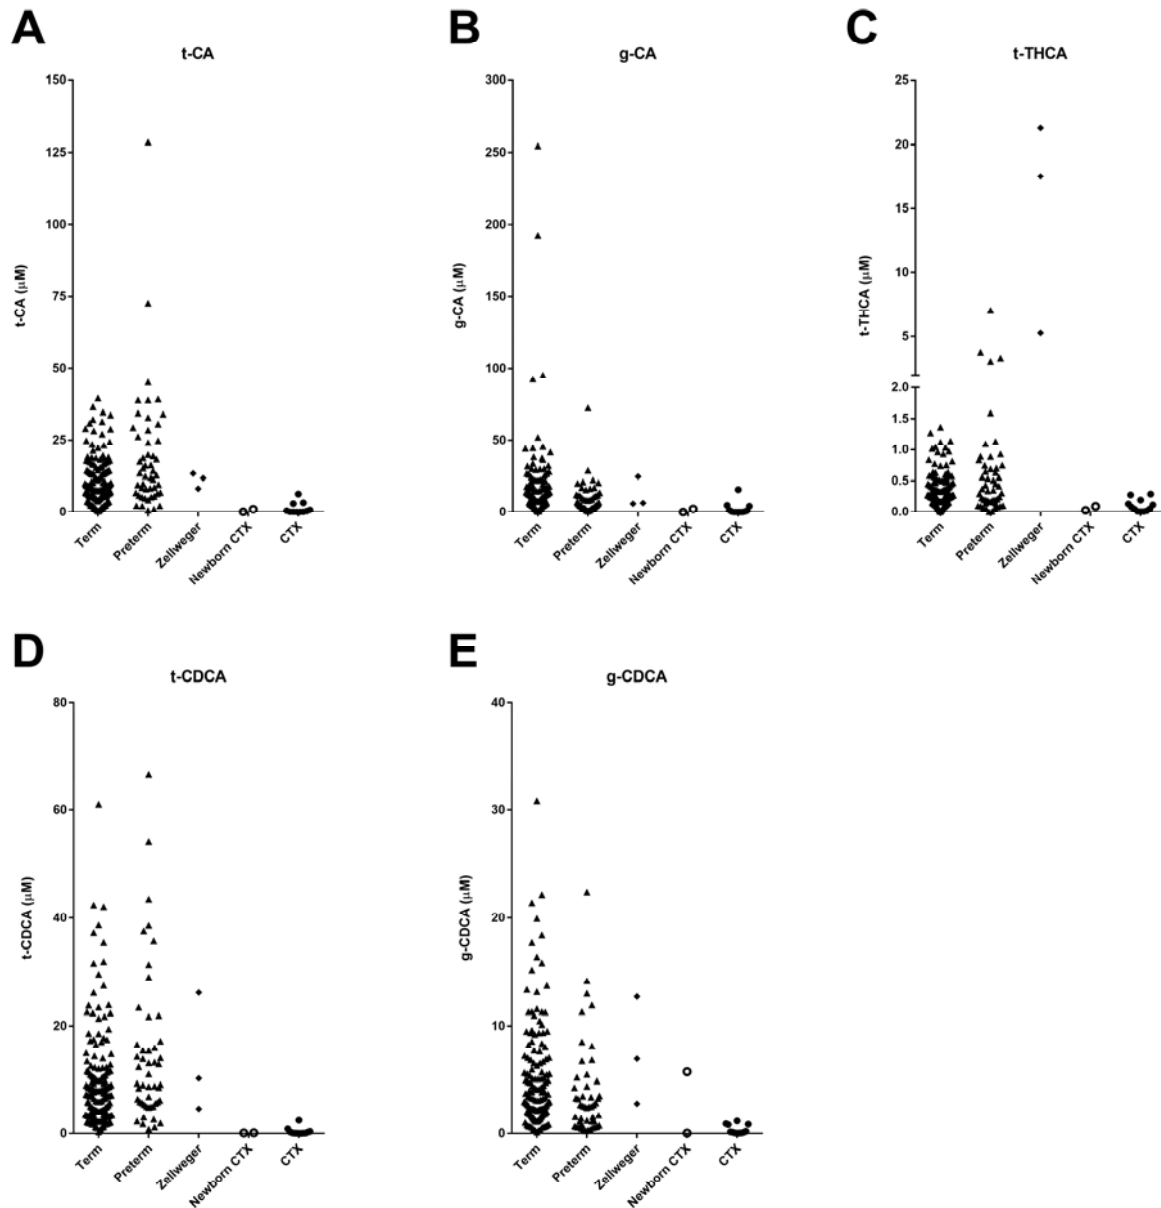 A
t-CA
150
125
100
75
50
25
0
t-CA (μM)
Term
Preterm
Zellweger
Newborn CTX
CTX
B
g-CA
300
250
200
150
100
50
0
g-CA (μM)
Term
Preterm
Zellweger
Newborn CTX
CTX
C
t-THCA
25
20
15
10
5
2.0
1.5
1.0
0.5
0.0
t-THCA (μM)
Term
Preterm
Zellweger
Newborn CTX
CTX
D
t-CDCA
80
60
40
20
0
t-CDCA (μM)
Term
Preterm
Zellweger
Newborn CTX
CTX
E
g-CDCA
40
30
20
10
0
g-CDCA (μM)
Term
Preterm
Zellweger
Newborn CTX
CTX